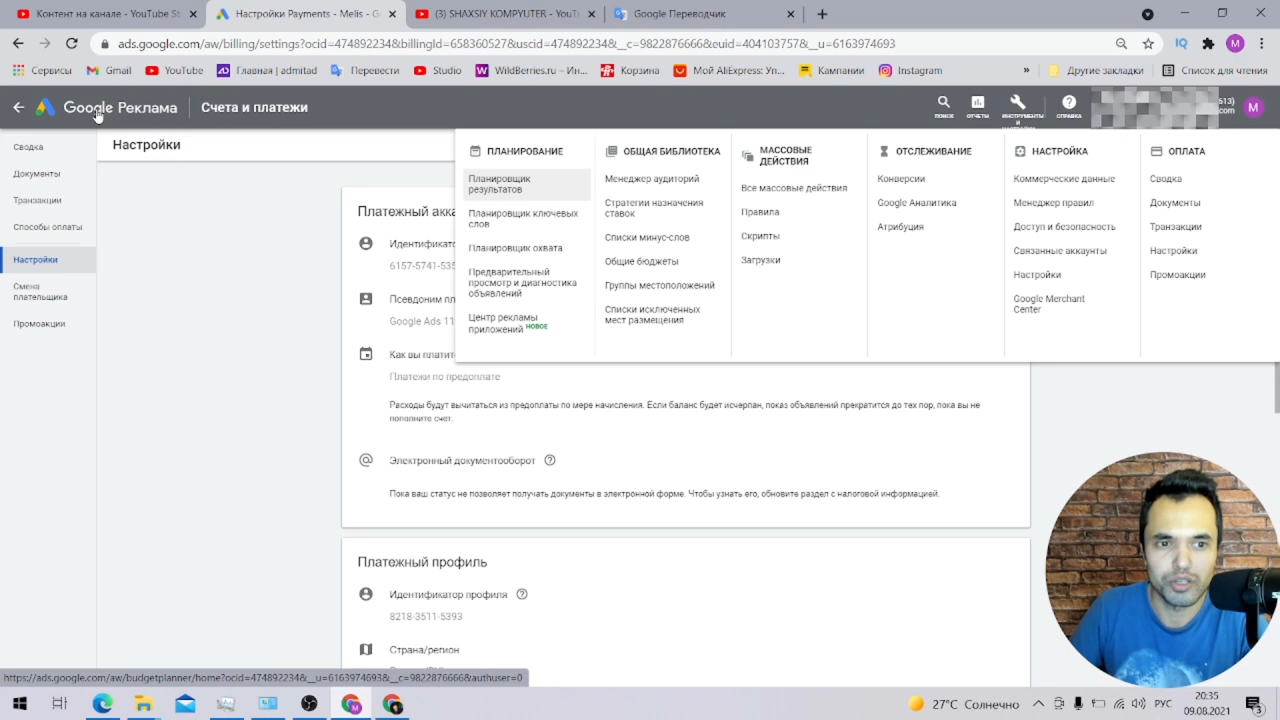 Контент на канале - YouTube St
Настройки Payments - Melis - G
(3) SHAXSIY KOMPUTER - YouT
Google Переводчик
ads.google.com/aw/billing/settings?ocid=474892234&billingId=658360527&uscid=474892234&__c=9822876666&euid=404103757&__u=6163974693
Сервисы
Gmail
YouTube
Главная | admitad
Перевести
Studio
WildBerries.ru – Ин...
Корзина
Мой AliExpress: Уп...
Кампании
Instagram
»
Другие закладки
Список для чтения
Google Реклама
Счета и платежи
ПОИСК
ОТЧЕТЫ
ИНСТРУМЕНТЫ
И
НАСТРОЙКИ
СПРАВКА
613)
com
M
Сводка
Документы
Транзакции
Способы оплаты
Настройки
Смена
плательщика
Промоакции
Настройки
ПЛАНИРОВАНИЕ
Планировщик
результатов
Планировщик ключевых
слов
Планировщик охвата
Предварительный
просмотр и диагностика
объявлений
Центр рекламы
приложений НОВОЕ
ОБЩАЯ БИБЛИОТЕКА
Менеджер аудиторий
Стратегии назначения
ставок
Списки минус-слов
Общие бюджеты
Группы местоположений
Списки исключенных
мест размещения
МАССОВЫЕ
ДЕЙСТВИЯ
Все массовые действия
Правила
Скрипты
Загрузки
ОТСЛЕЖИВАНИЕ
Конверсии
Google Аналитика
Атрибуция
НАСТРОЙКА
Коммерческие данные
Менеджер правил
Доступ и безопасность
Связанные аккаунты
Настройки
Google Merchant
Center
ОПЛАТА
Сводка
Документы
Транзакции
Настройки
Промоакции
Платежный акка
Идентификато
6157-5741-535
Псевдоним пл
Google Ads 11
Как вы платит
Платежи по предоплате
Расходы будут вычитаться из предоплаты по мере начисления. Если баланс будет исчерпан, показ объявлений прекратится до тех пор, пока вы не
пополните счет.
Электронный документооборот
Пока ваш статус не позволяет получать документы в электронной форме. Чтобы узнать его, обновите раздел с налоговой информацией.
Платежный профиль
Идентификатор профиля
8218-3511-5393
Страна/регион
https://ads.google.com/aw/budgetplanner/home?ocid=474892234&__u=6163974693&__c=9822876666&authuser=0
27°C Солнечно
РУС
20:35
09.08.2021
3